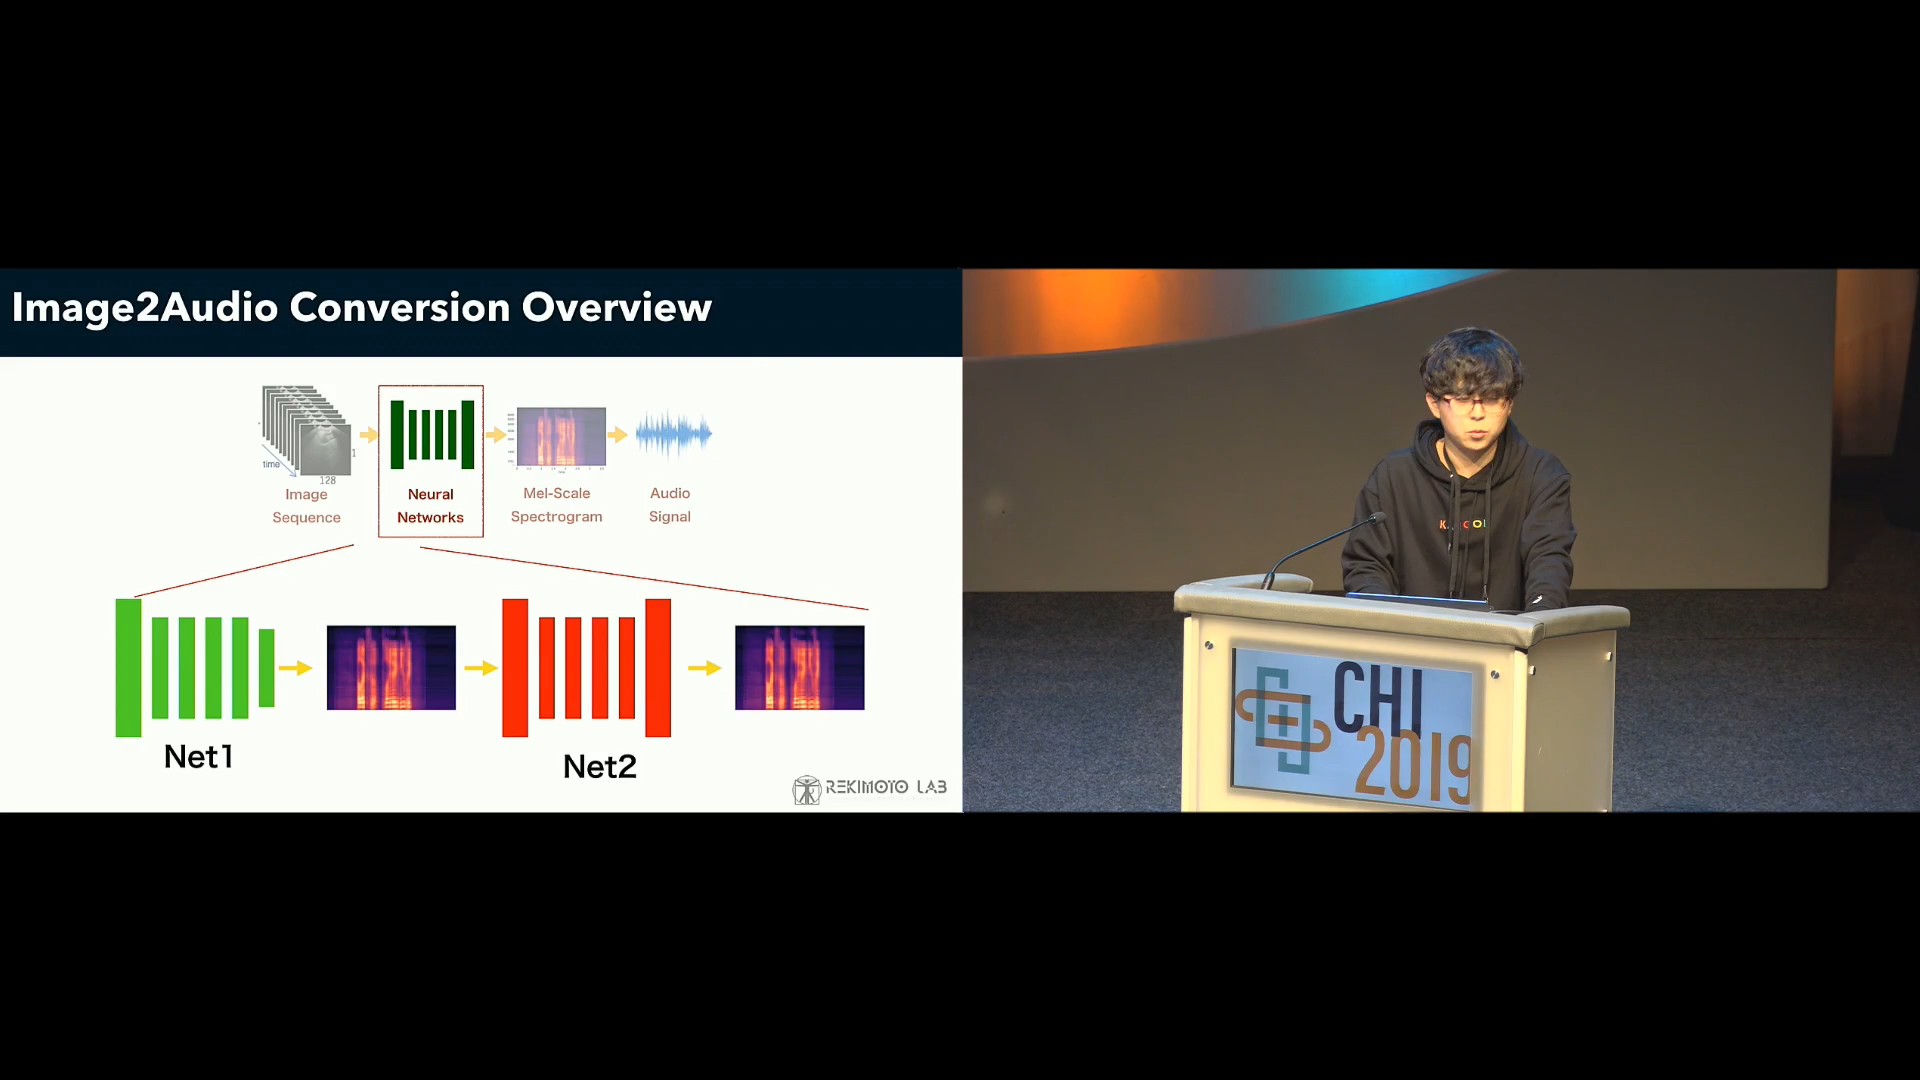 Image2Audio Conversion Overview
time
1
128
Image
Sequence
Neural
Networks
Mel-Scale
Spectrogram
Audio
Signal
Net1
Net2
REKIMOTO LAB
CHI
2019